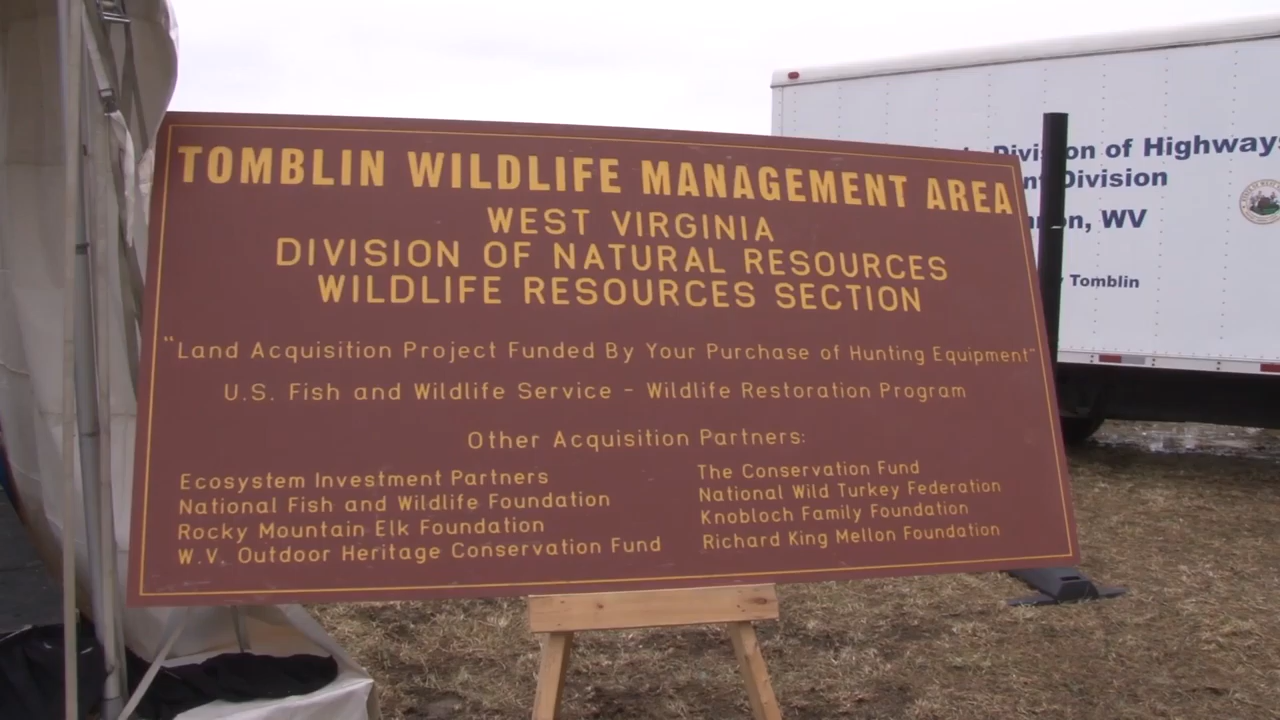 TOMBLIN WILDLIFE MANAGEMENT AREA
WEST VIRGINIA
DIVISION OF NATURAL RESOURCES
WILDLIFE RESOURCES SECTION
"Land Acquisition Project Funded By Your Purchase of Hunting Equipment"
U.S. Fish and Wildlife Service - Wildlife Restoration Program
Other Acquisition Partners:
Ecosystem Investment Partners
National Fish and Wildlife Foundation
Rocky Mountain Elk Foundation
W.V. Outdoor Heritage Conservation Fund
The Conservation Fund
National Wild Turkey Federation
Knobloch Family Foundation
Richard King Mellon Foundation
Division of Highways
Division
WV
Tomblin